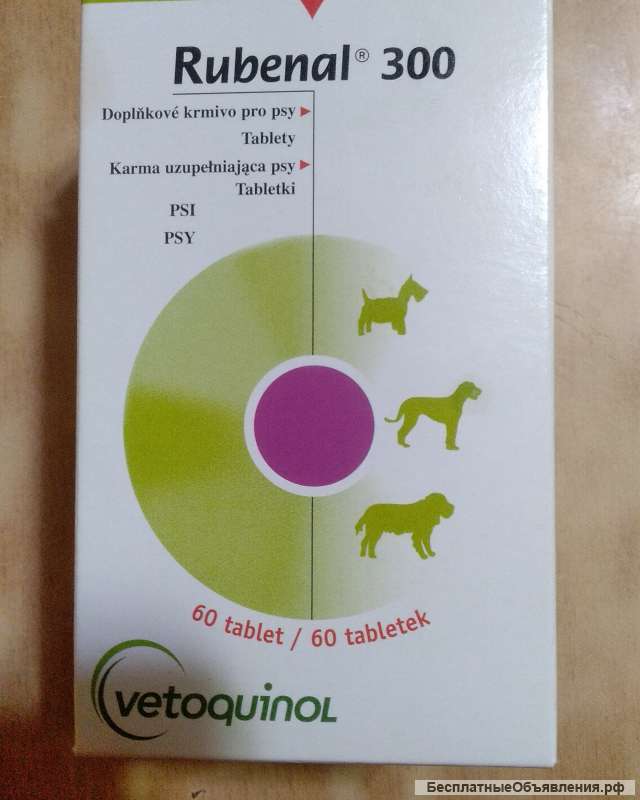 Rubenal® 300
Doplňkové krmivo pro psy
Tablety
Karma uzupełniająca psy
Tabletki
PSI
PSY
60 tablet / 60 tabletek
vetoquinol
БесплатныеОбъявления.рф